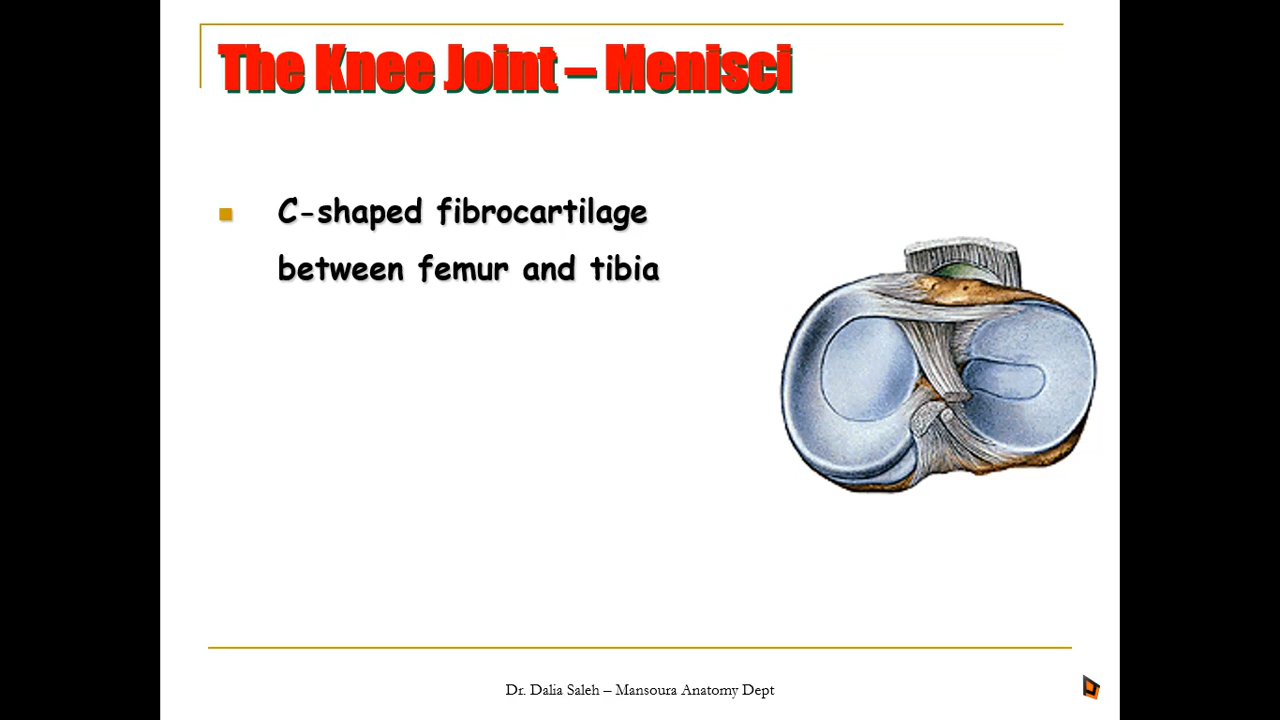 The Knee Joint – Menisci
C-shaped fibrocartilage
between femur and tibia
Dr. Dalia Saleh – Mansoura Anatomy Dept